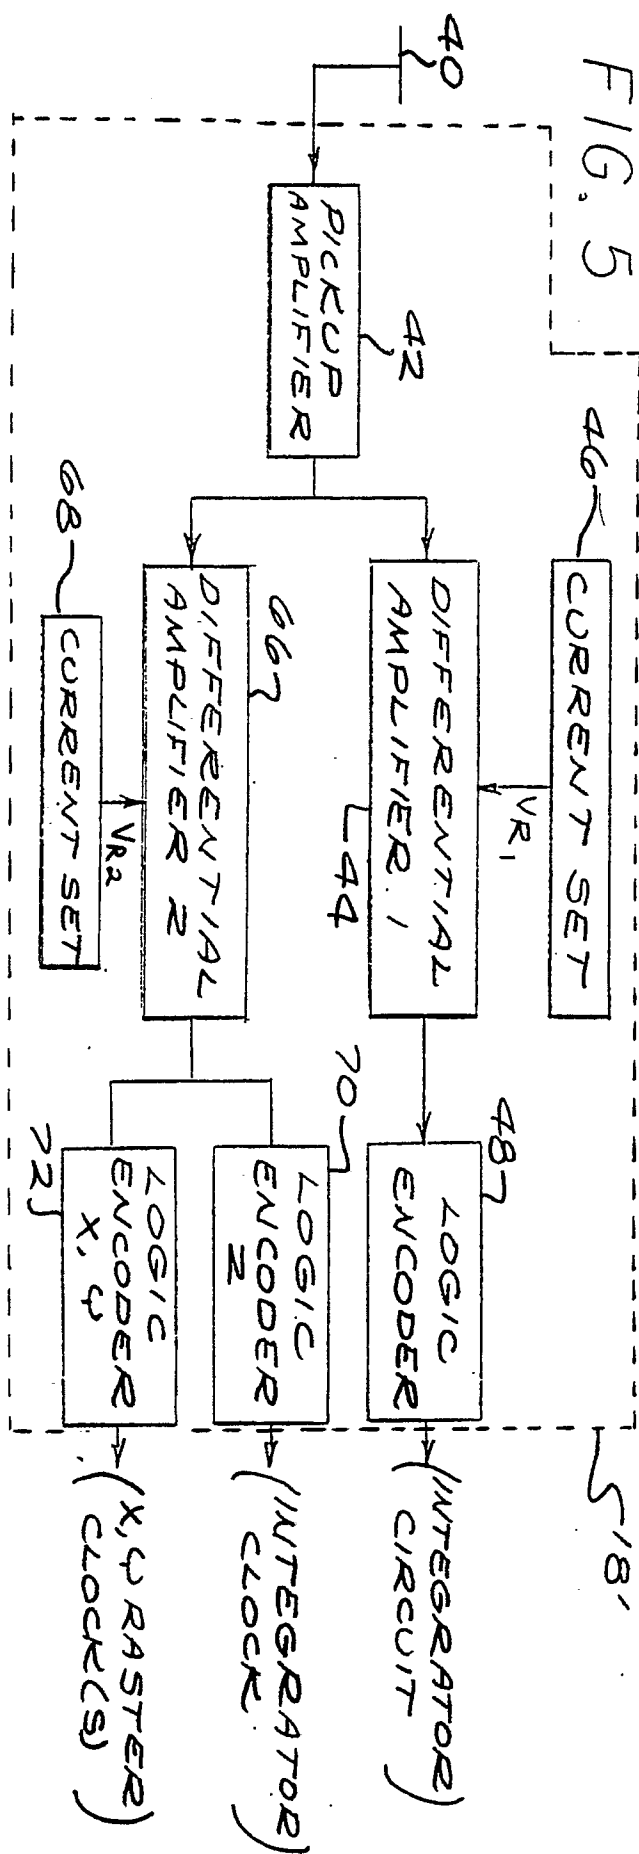 FIG. 5
40
PICKUP
AMPLIFIER
42
46
CURRENT SET
VR1
DIFFERENTIAL
AMPLIFIER 1
44
48
LOGIC
ENCODER
(INTEGRATOR
CIRCUIT)
66
DIFFERENTIAL
AMPLIFIER 2
VR2
68
CURRENT SET
70
LOGIC
ENCODER
Z
(INTEGRATOR
CLOCK)
72
LOGIC
ENCODER
X, Y
(X, Y RASTER
CLOCK(S))
18'